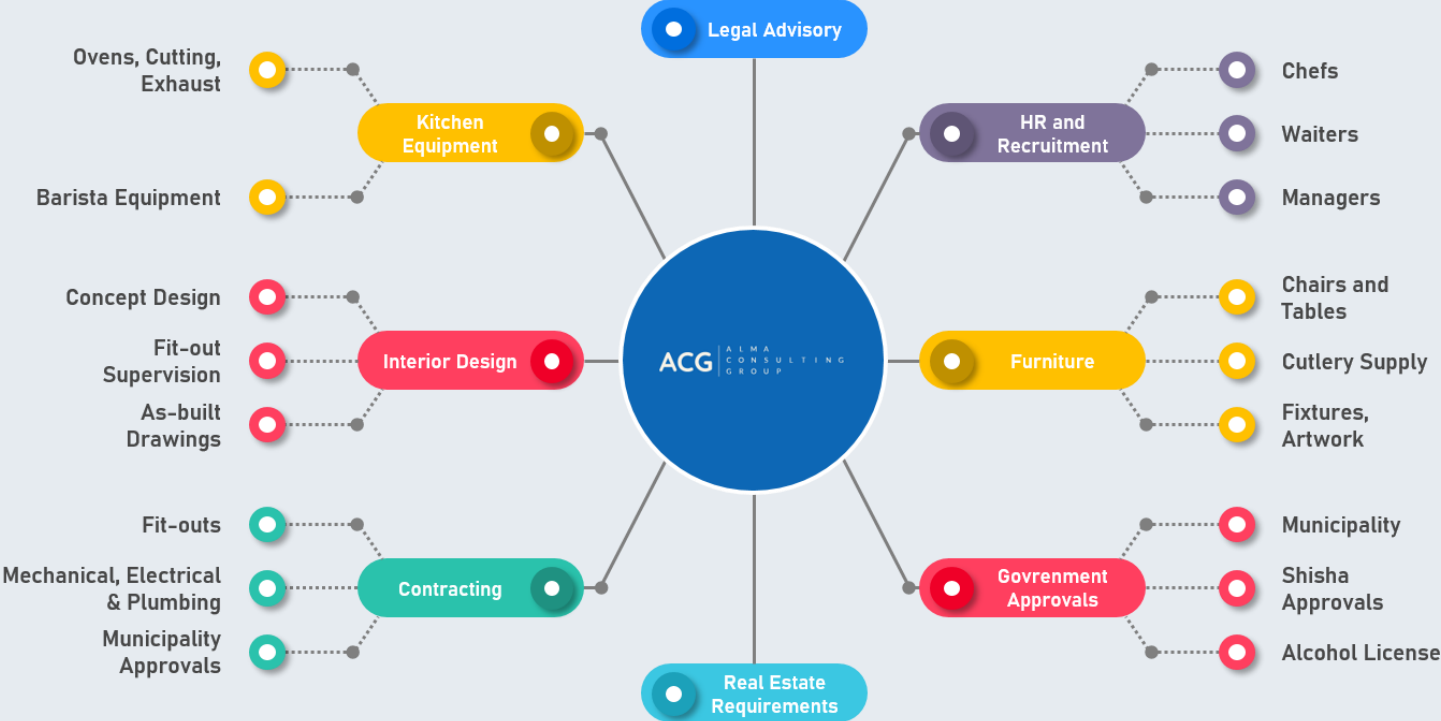 Legal Advisory
Ovens, Cutting,
Exhaust
Kitchen
Equipment
Barista Equipment
HR and
Recruitment
Chefs
Waiters
Managers
Concept Design
Fit-out
Supervision
As-built
Drawings
Interior Design
ACG
ALMA
CONSULTING
GROUP
Furniture
Chairs and
Tables
Cutlery Supply
Fixtures,
Artwork
Fit-outs
Mechanical, Electrical
& Plumbing
Municipality
Approvals
Contracting
Govrenment
Approvals
Municipality
Shisha
Approvals
Alcohol License
Real Estate
Requirements